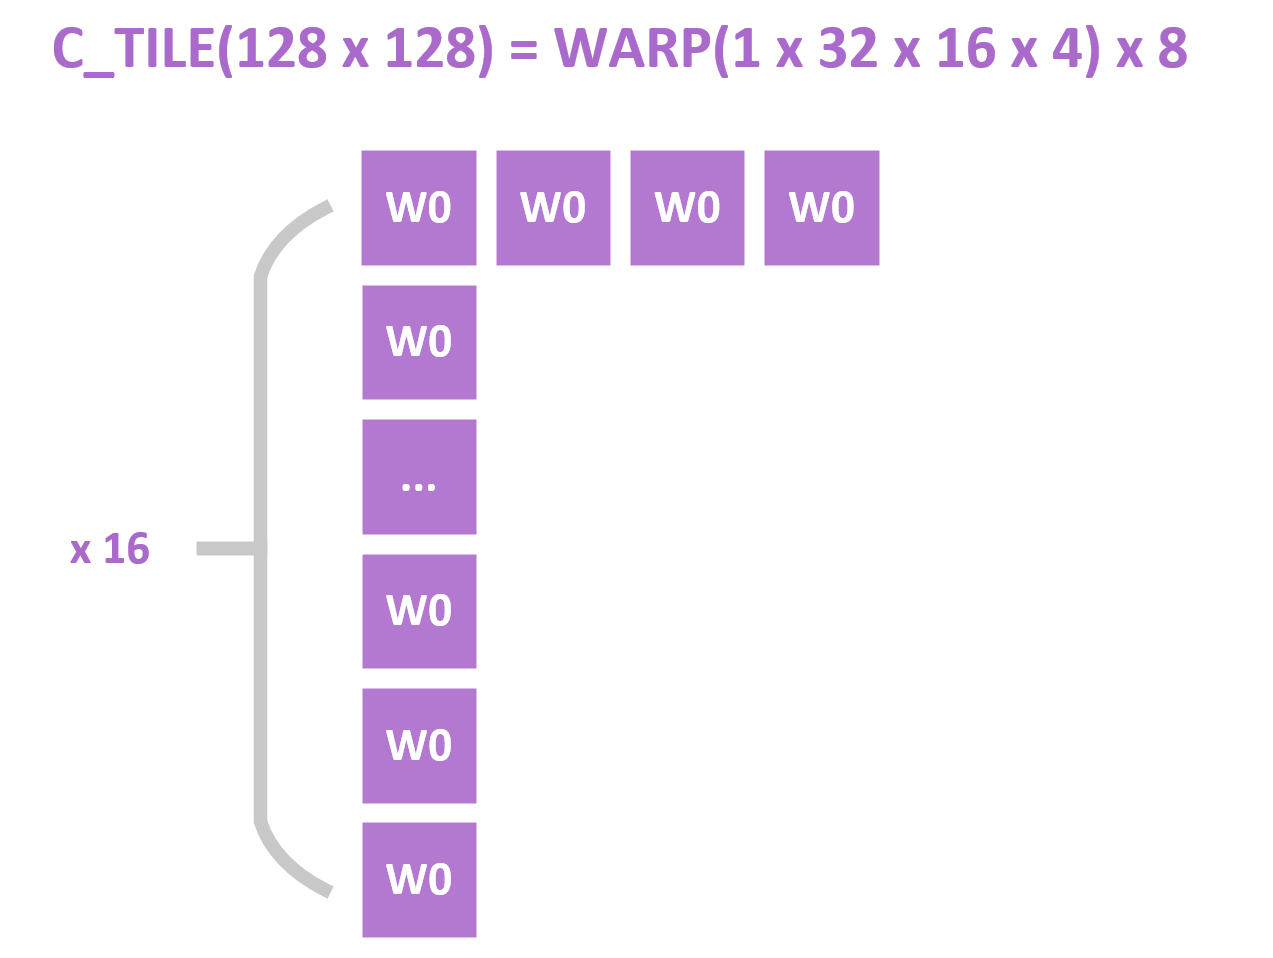 C_TILE(128 x 128) = WARP(1 x 32 x 16 x 4) x 8
W0 W0 W0 W0
W0
...
x 16
W0
W0
W0